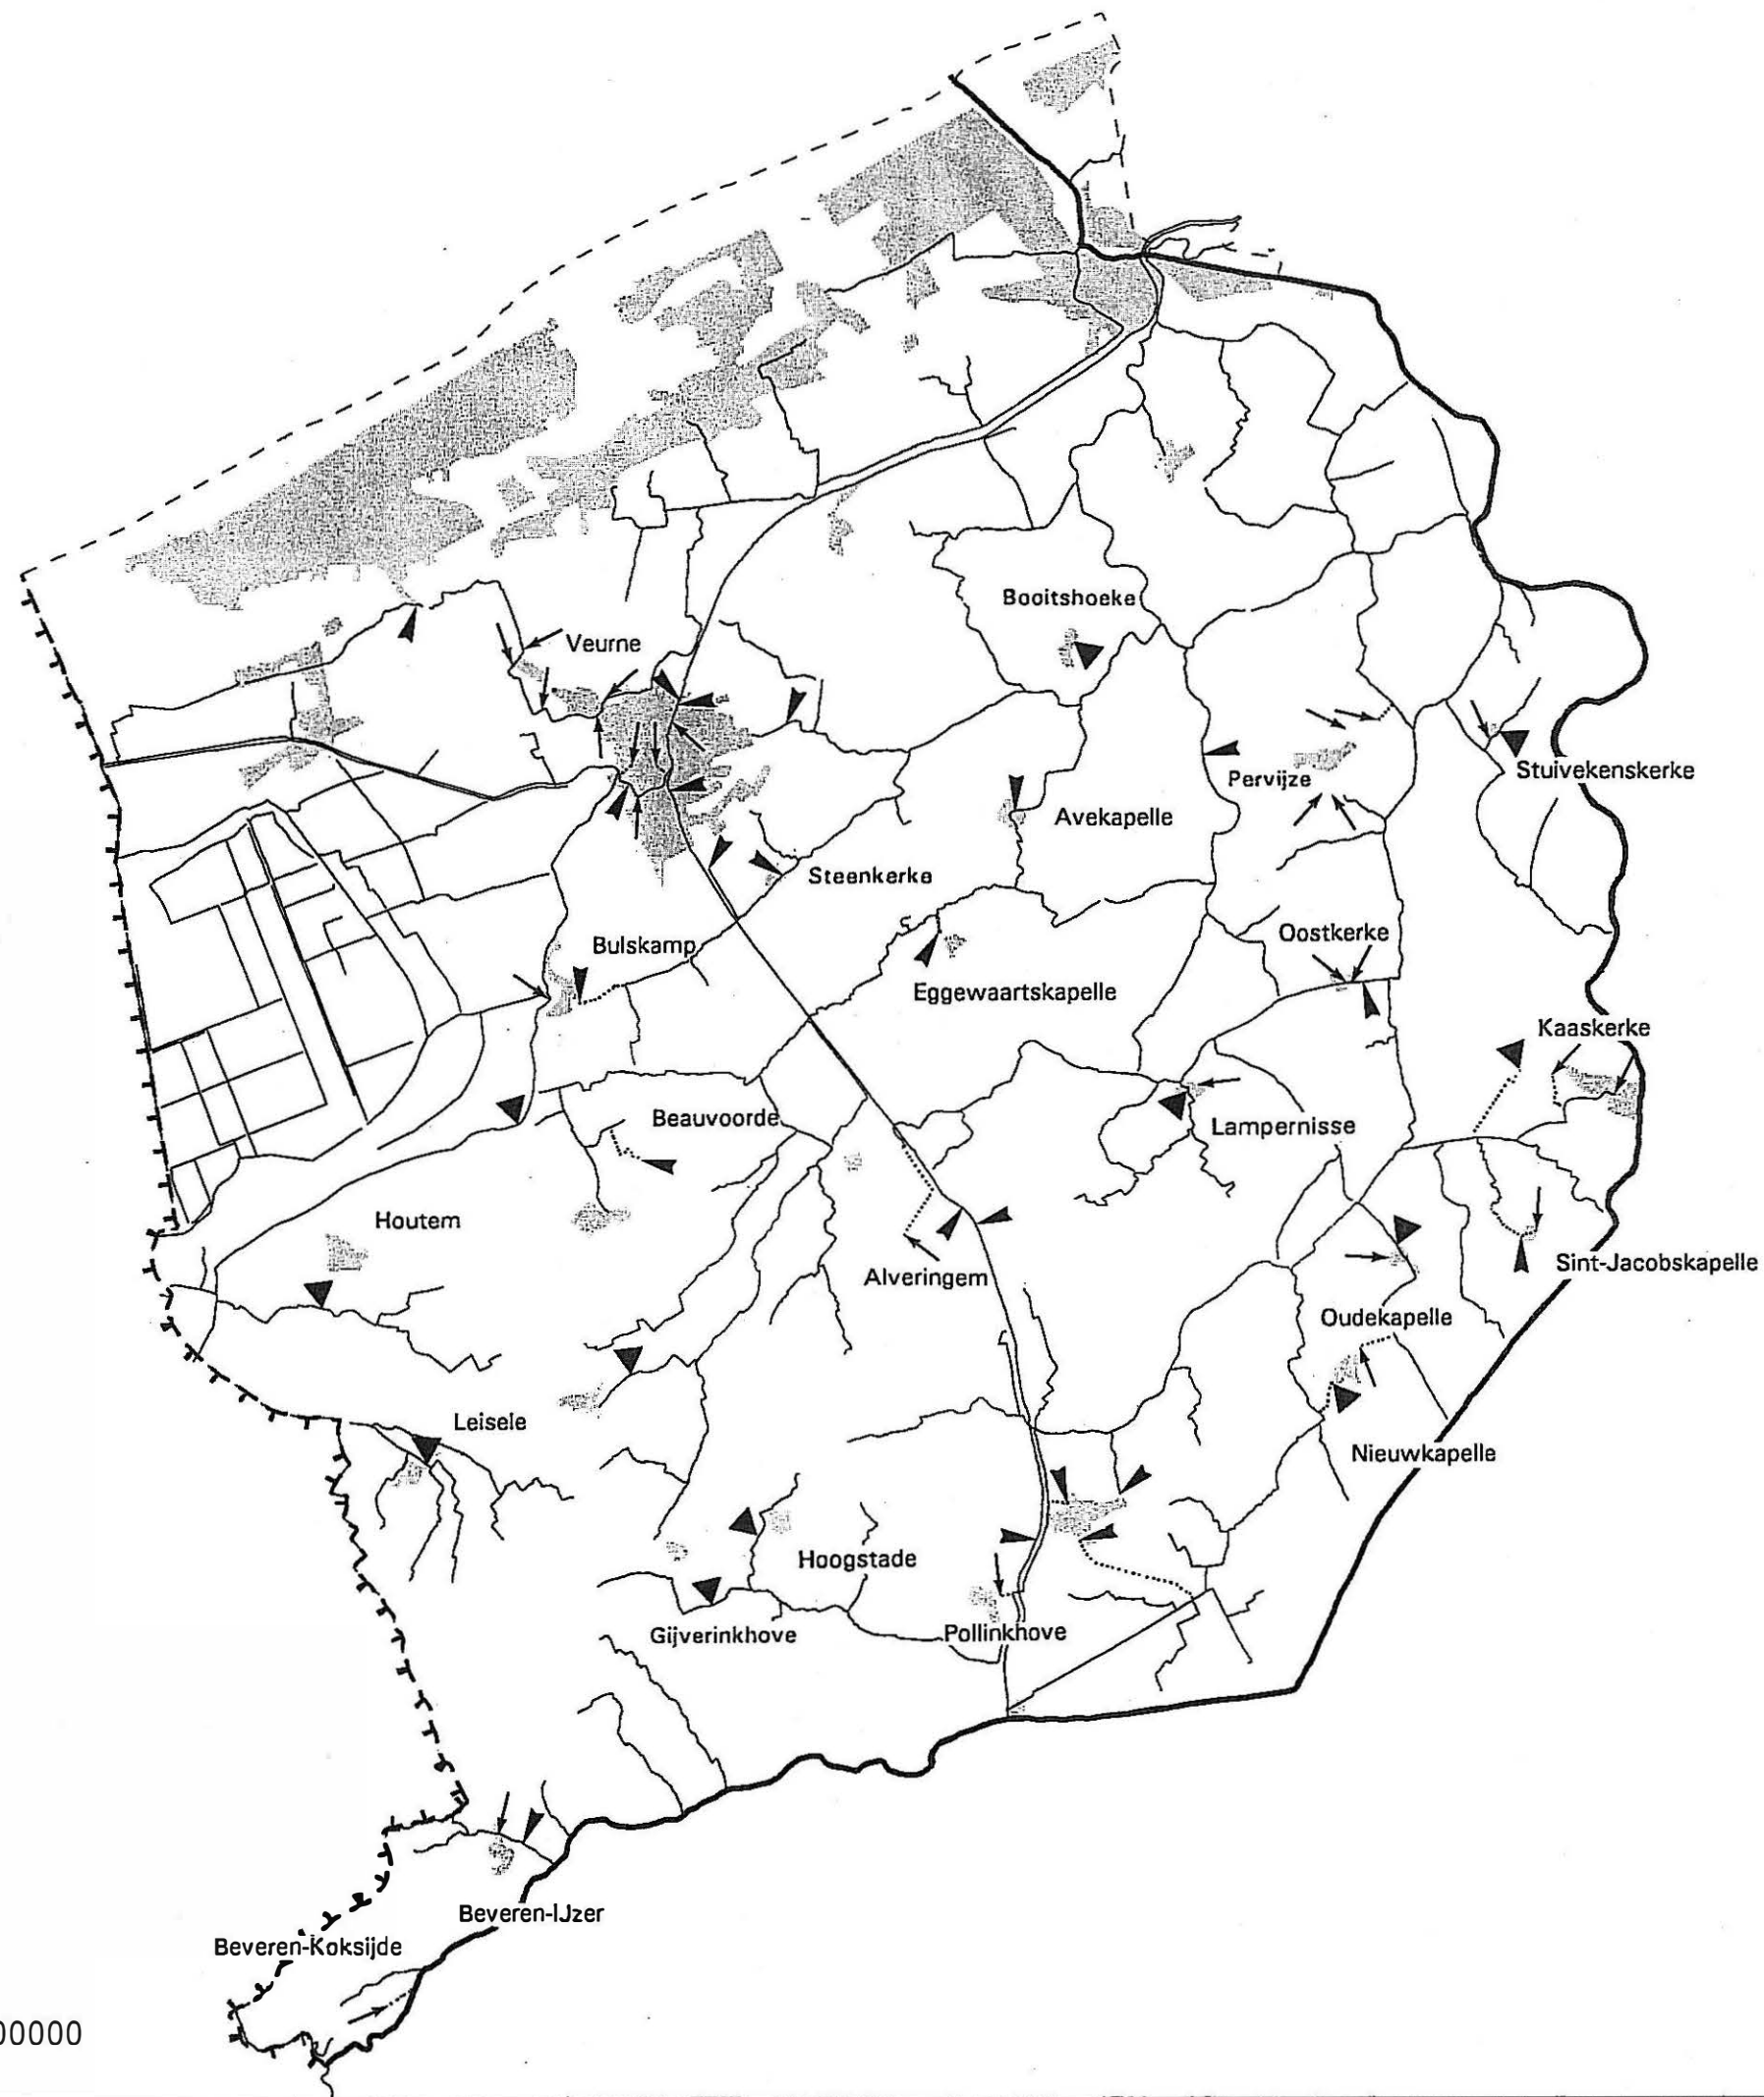 Booitshoeke
Veurne
Stuivekenskerke
Pervijze
Avekapelle
Steenkerke
Oostkerke
Bulskamp
Eggewaartskapelle
Kaaskerke
Beauvoorde
Lampernisse
Houtem
Sint-Jacobskapelle
Alveringem
Oudekapelle
Leisele
Nieuwkapelle
Hoogstade
Gijverinkhove
Pollinkhove
Beveren-IJzer
Beveren-Koksijde
00000